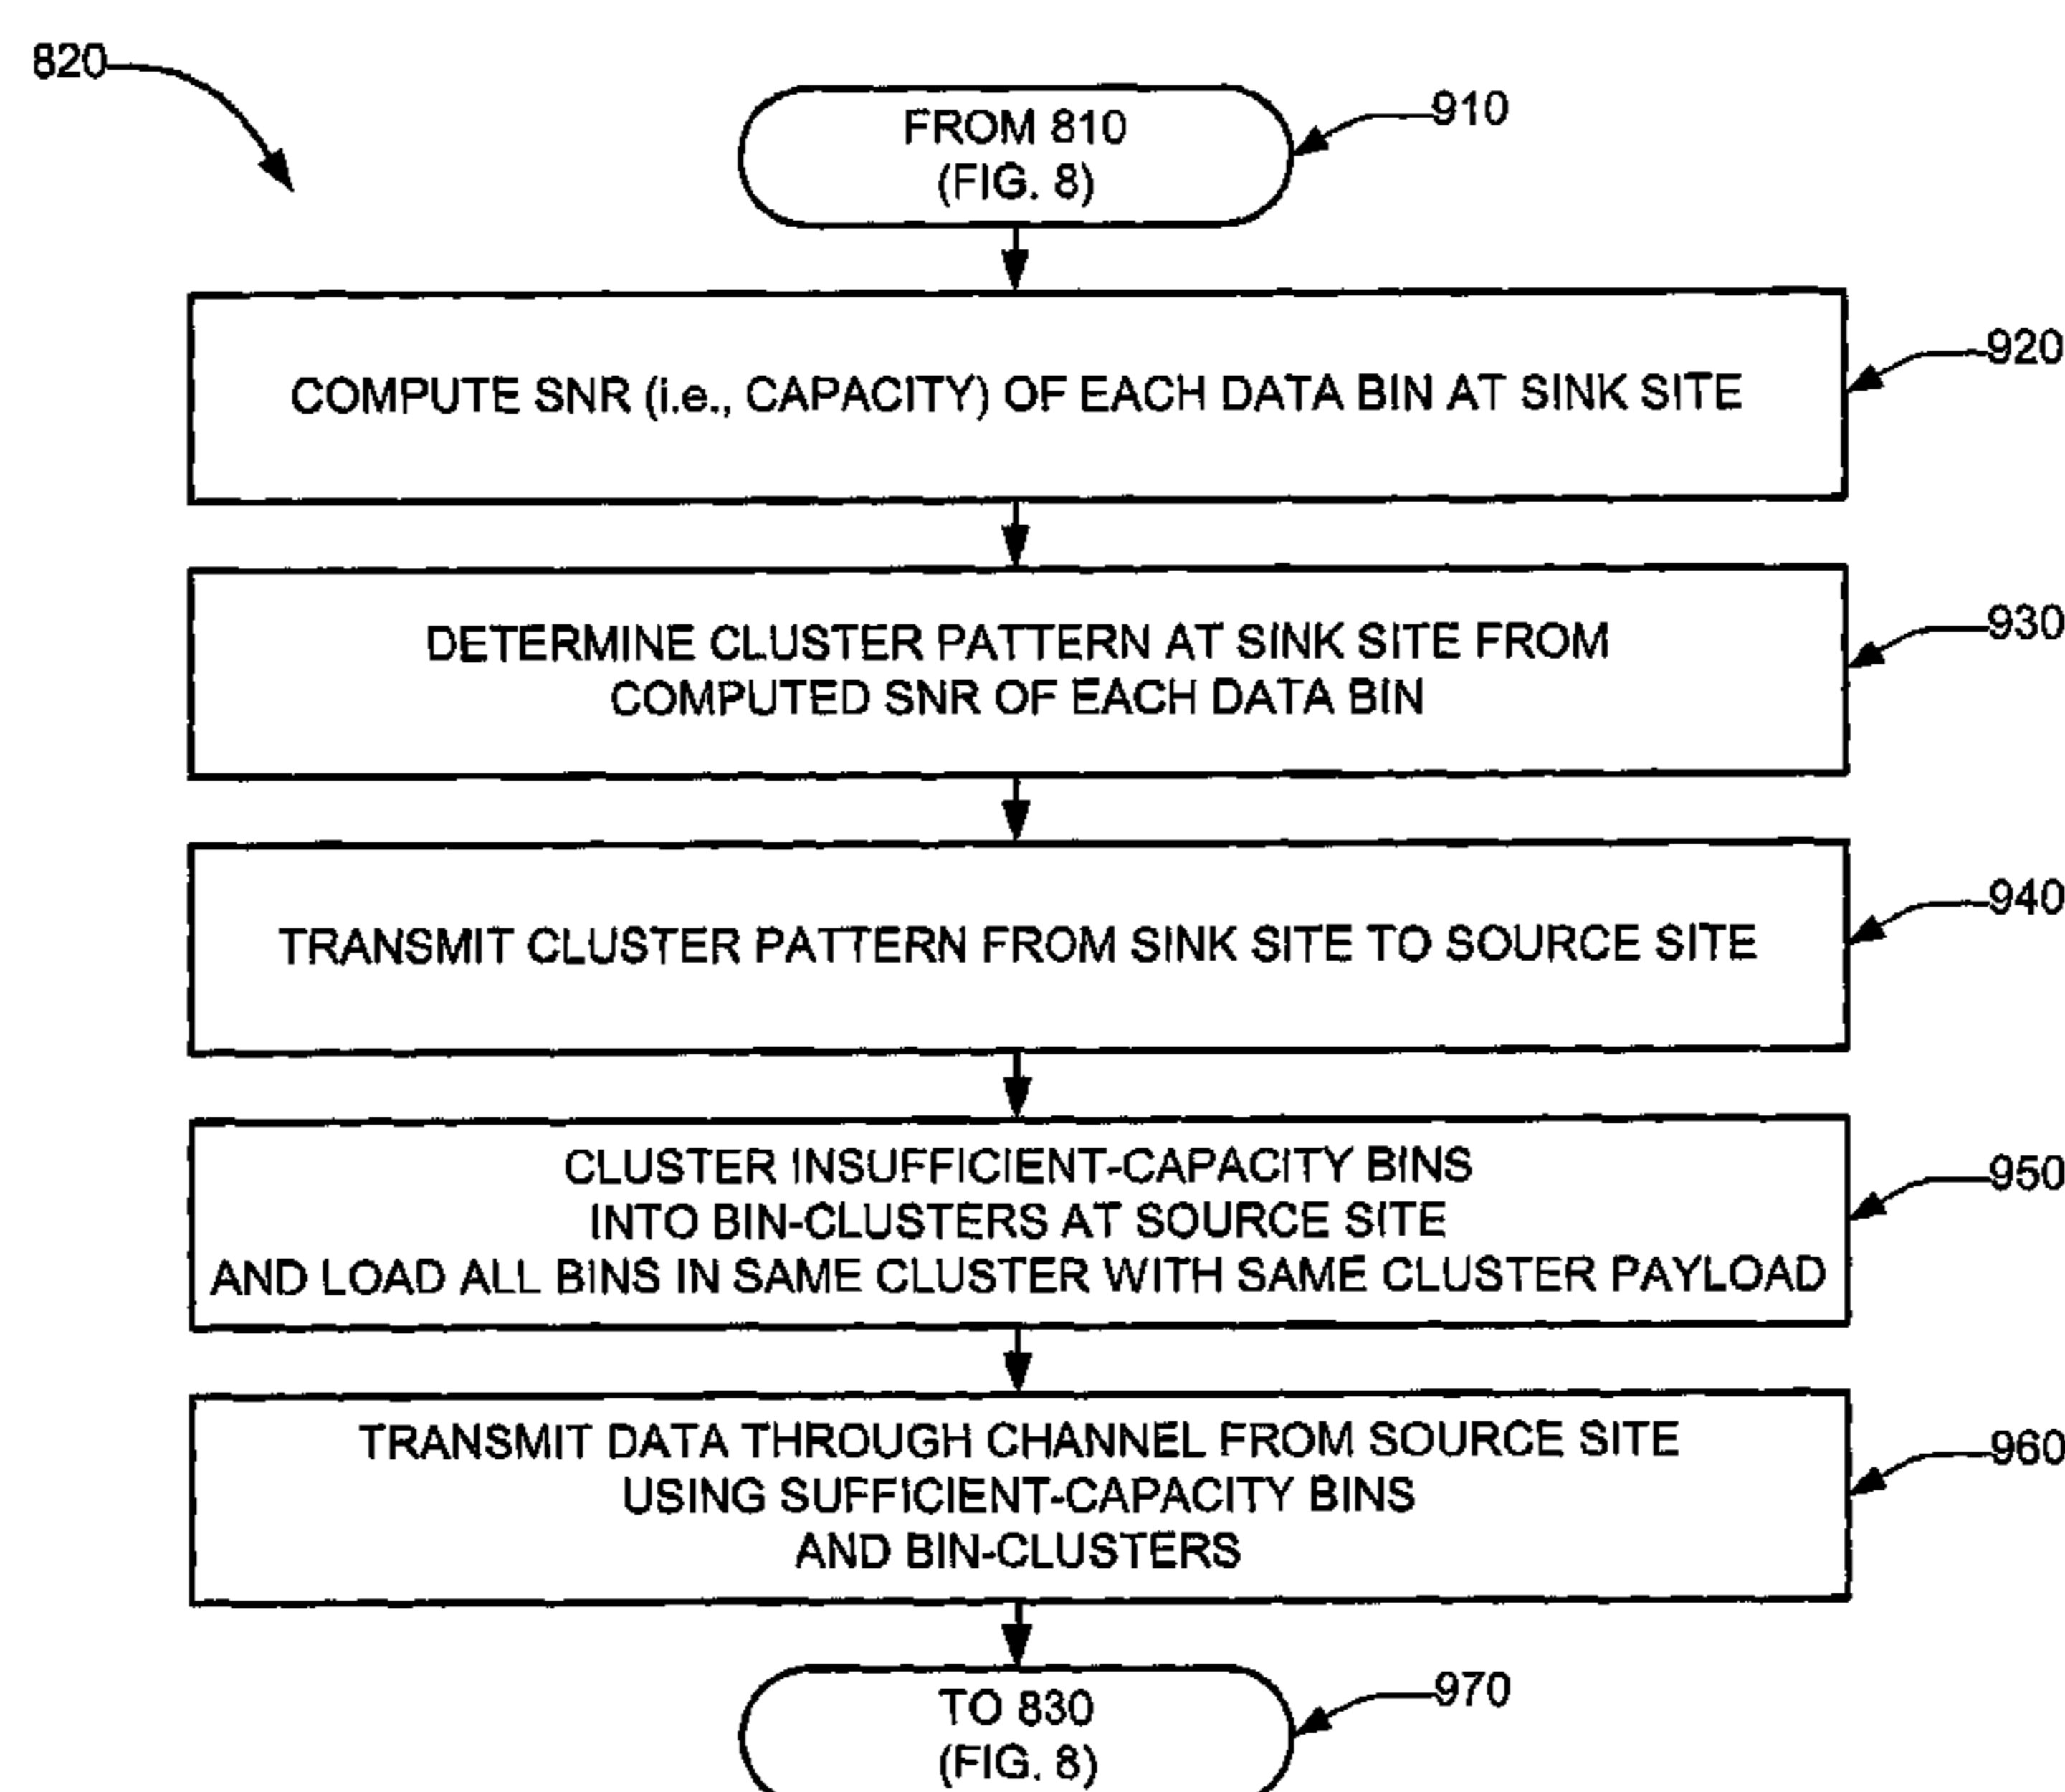 820
FROM 810
(FIG. 8)
910
COMPUTE SNR (i.e., CAPACITY) OF EACH DATA BIN AT SINK SITE
920
DETERMINE CLUSTER PATTERN AT SINK SITE FROM
COMPUTED SNR OF EACH DATA BIN
930
TRANSMIT CLUSTER PATTERN FROM SINK SITE TO SOURCE SITE
940
CLUSTER INSUFFICIENT-CAPACITY BINS
INTO BIN-CLUSTERS AT SOURCE SITE
AND LOAD ALL BINS IN SAME CLUSTER WITH SAME CLUSTER PAYLOAD
950
TRANSMIT DATA THROUGH CHANNEL FROM SOURCE SITE
USING SUFFICIENT-CAPACITY BINS
AND BIN-CLUSTERS
960
TO 830
(FIG. 8)
970